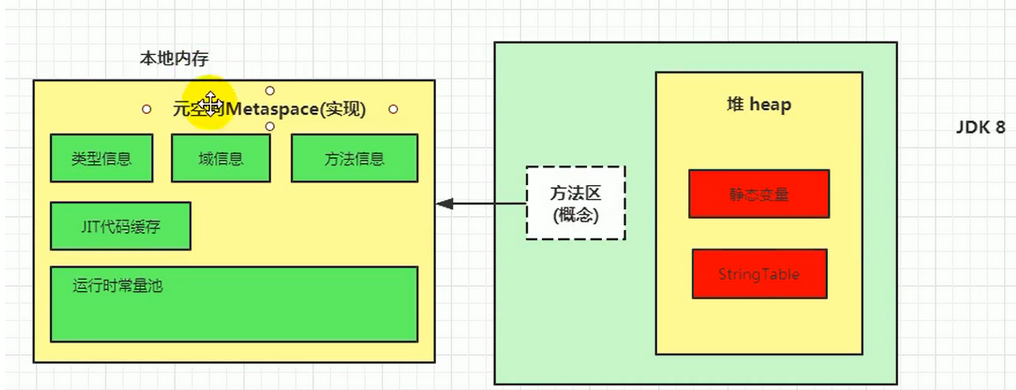 本地内存
元空间Metaspace(实现)
类型信息
域信息
方法信息
JIT代码缓存
运行时常量池
方法区
(概念)
堆 heap
静态变量
StringTable
JDK 8